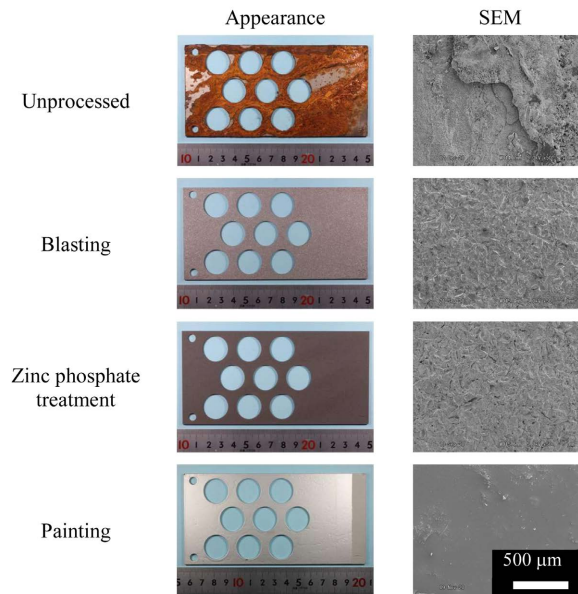 Appearance
SEM
Unprocessed
10 1 2 3 4 5 6 7 8 9 20 1 2 3 4 5
Blasting
10 1 2 3 4 5 6 7 8 9 20 1 2 3 4 5
Zinc phosphate
treatment
10 1 2 3 4 5 6 7 8 9 20 1 2 3 4 5
Painting
5 6 7 8 9 10 1 2 3 4 5 6 7 8 9 20 1
500 μm